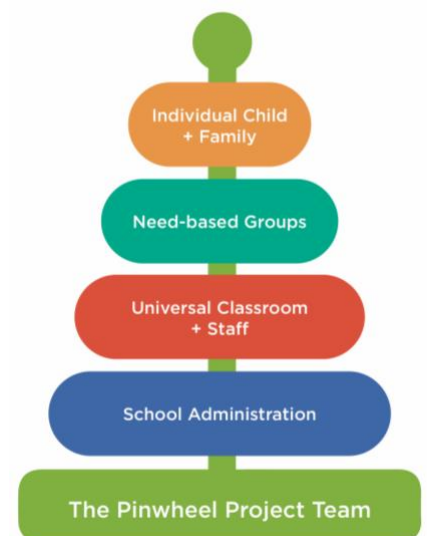 Individual Child
+ Family
Need-based Groups
Universal Classroom
+ Staff
School Administration
The Pinwheel Project Team